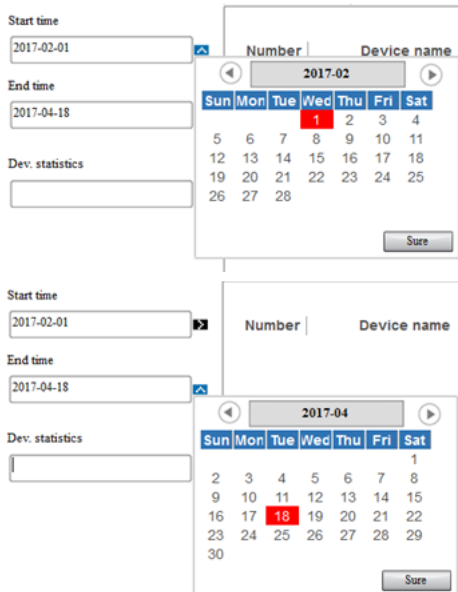 Start time
2017-02-01
Number Device name
2017-02
End time
Sun Mon Tue Wed Thu Fri Sat
2017-04-18
1 2 3 4
5 6 7 8 9 10 11
Dev. statistics
12 13 14 15 16 17 18
19 20 21 22 23 24 25
26 27 28
Sure
Start time
2017-02-01
Number Device name
End time
2017-04-18
2017-04
Dev. statistics
Sun Mon Tue Wed Thu Fri Sat
1
2 3 4 5 6 7 8
9 10 11 12 13 14 15
16 17 18 19 20 21 22
23 24 25 26 27 28 29
30
Sure